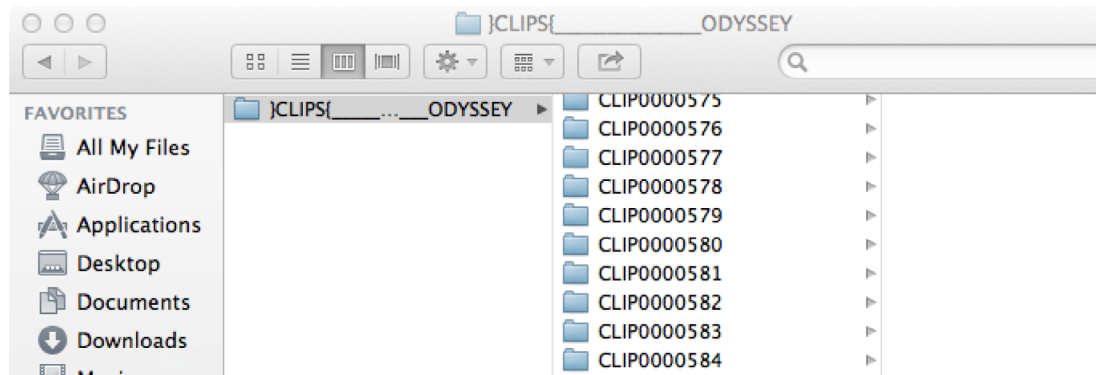 }CLIPS{______________ODYSSEY
FAVORITES
All My Files
AirDrop
Applications
Desktop
Documents
Downloads
}CLIPS{_____...___ODYSSEY
CLIP0000575
CLIP0000576
CLIP0000577
CLIP0000578
CLIP0000579
CLIP0000580
CLIP0000581
CLIP0000582
CLIP0000583
CLIP0000584